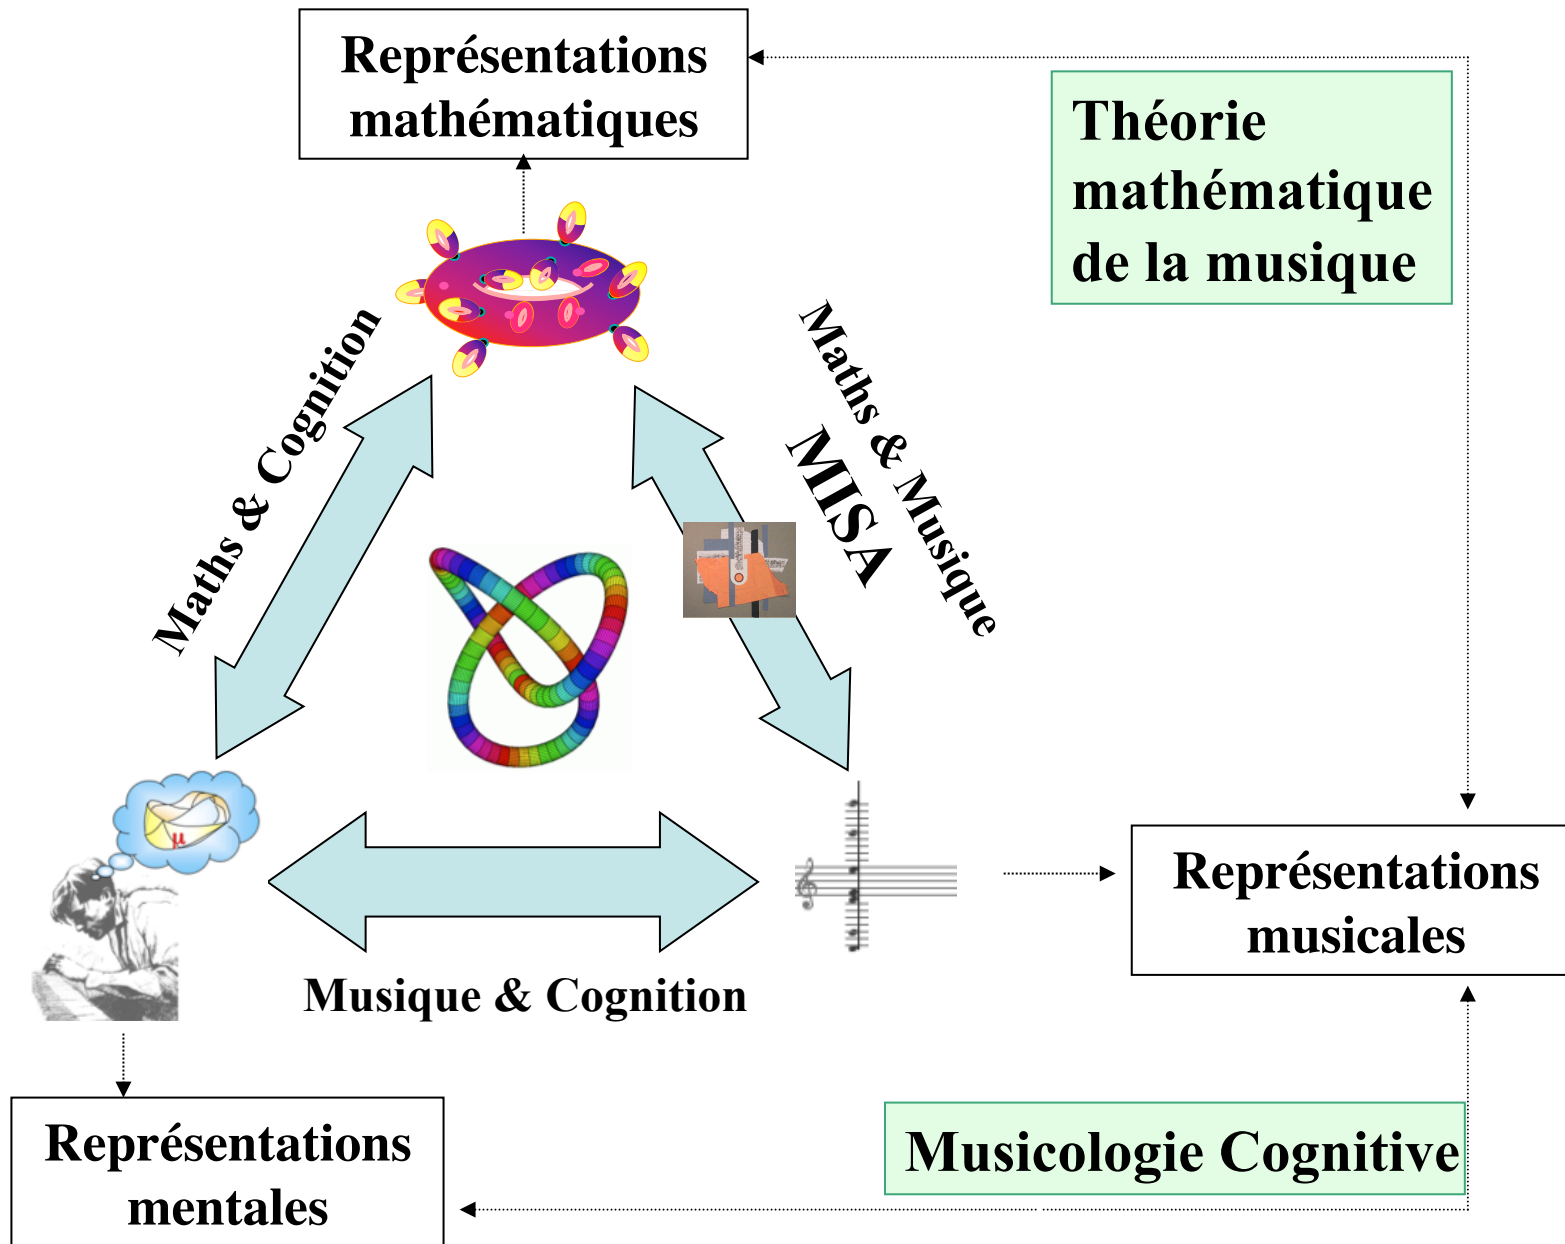 Représentations
mathématiques
Théorie
mathématique
de la musique
Maths & Cognition
Maths & Musique
MISA
μ
Musique & Cognition
Représentations
musicales
Représentations
mentales
Musicologie Cognitive